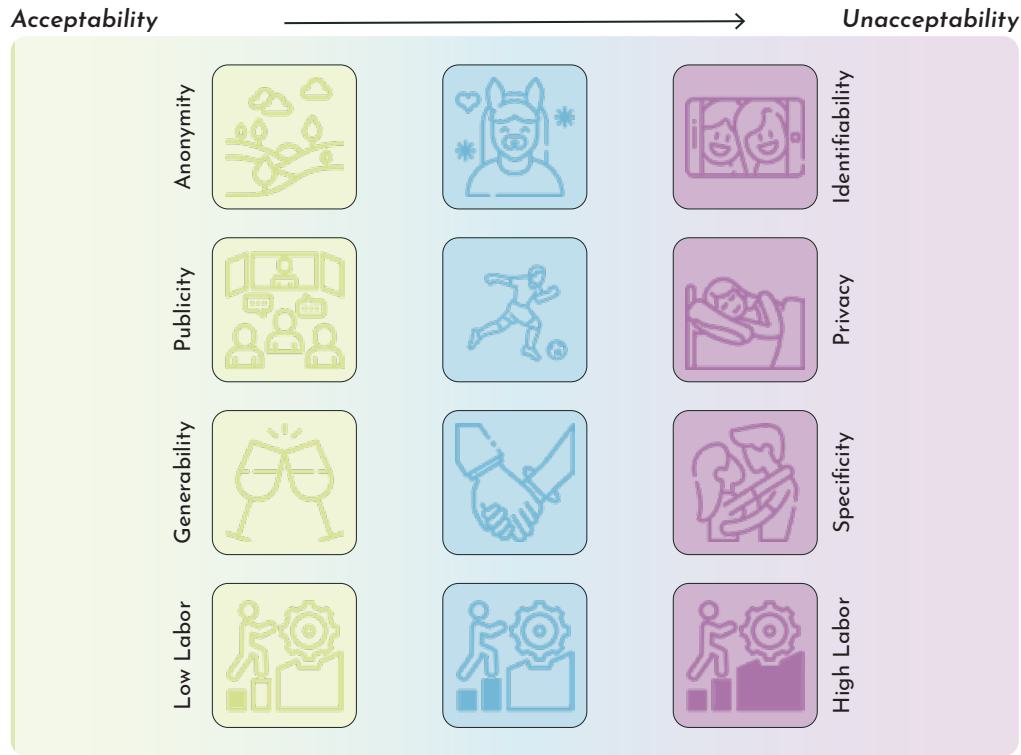 Acceptability
Unacceptability
Anonymity
Identifiability
Publicity
Privacy
Generability
Specificity
Low Labor
High Labor